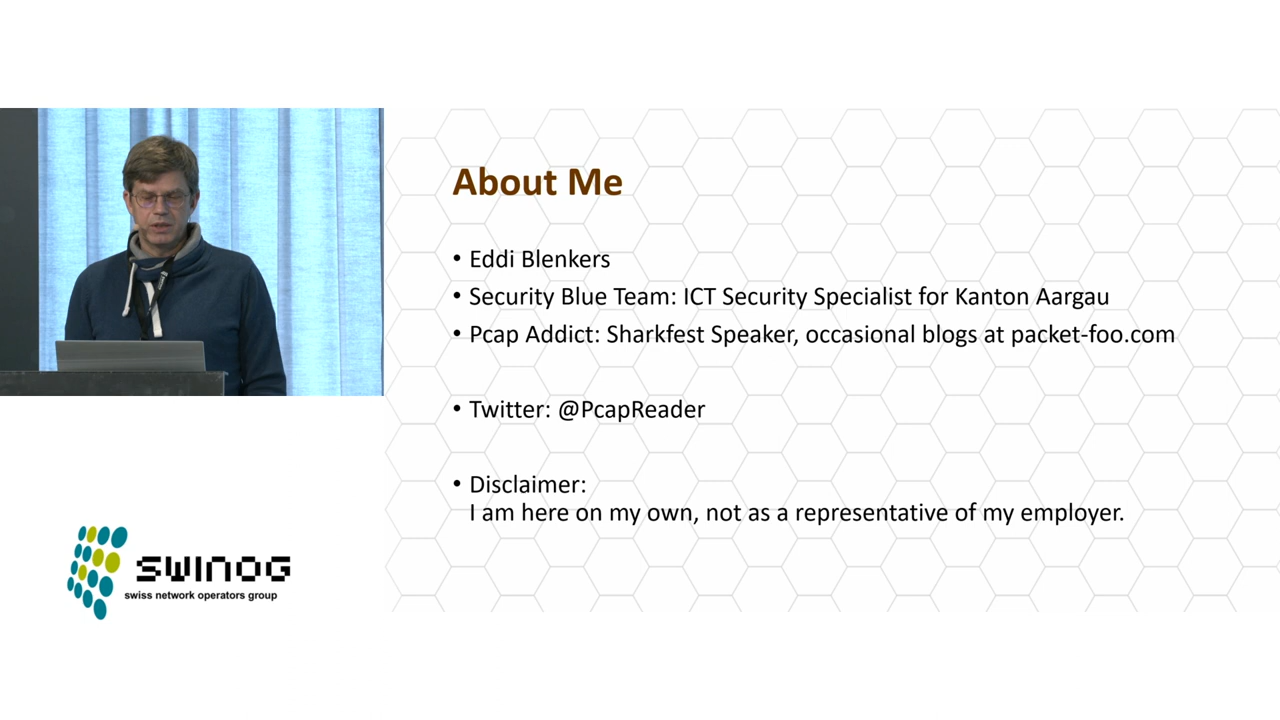 About Me
• Eddi Blenkers
• Security Blue Team: ICT Security Specialist for Kanton Aargau
• Pcap Addict: Sharkfest Speaker, occasional blogs at packet-foo.com
• Twitter: @PcapReader
• Disclaimer:
I am here on my own, not as a representative of my employer.
SWINOG
swiss network operators group